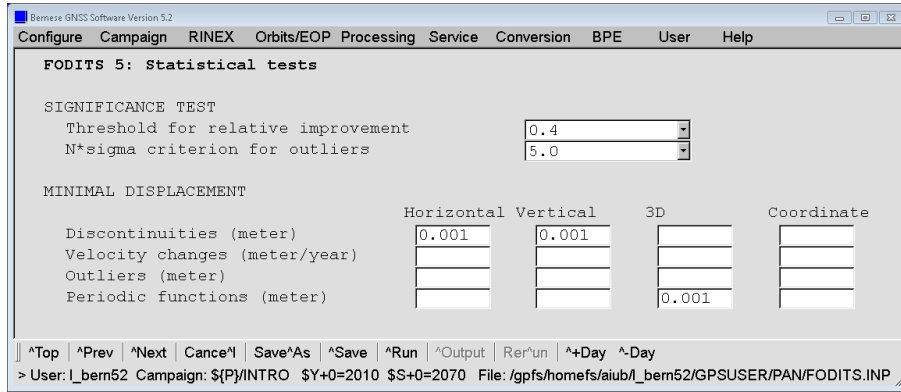 Bernese GNSS Software Version 5.2
Configure Campaign RINEX Orbits/EOP Processing Service Conversion BPE User Help
FODITS 5: Statistical tests
SIGNIFICANCE TEST
Threshold for relative improvement 0.4
N*sigma criterion for outliers 5.0
MINIMAL DISPLACEMENT
Horizontal Vertical 3D Coordinate
Discontinuities (meter) 0.001 0.001
Velocity changes (meter/year)
Outliers (meter)
Periodic functions (meter) 0.001
^Top ^Prev ^Next Cance^l Save^As ^Save ^Run ^Output Rer^un ^+Day ^-Day
> User: l_bern52 Campaign: ${P}/INTRO $Y+0=2010 $S+0=2070 File: /gpfs/homefs/aiub/l_bern52/GPSUSER/PAN/FODITS.INP